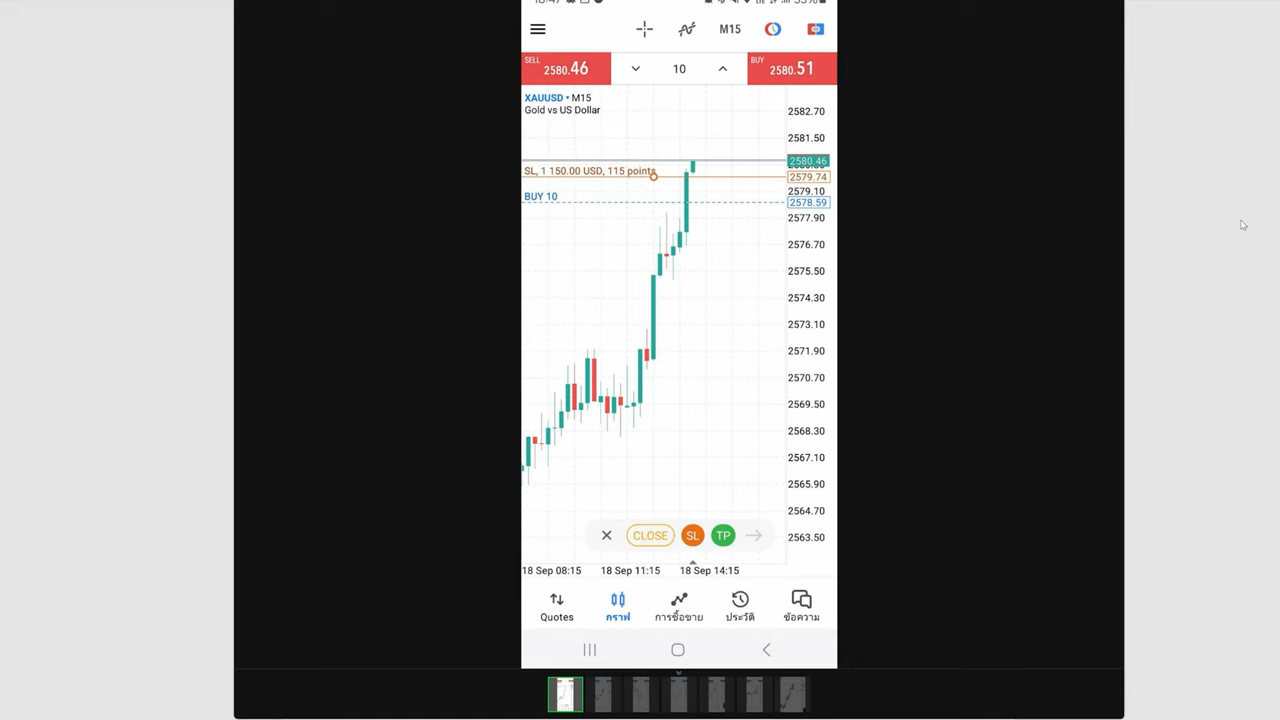 M15
SELL
2580.46
10
BUY
2580.51
XAUUSD ▾ M15
Gold vs US Dollar
2582.70
2581.50
2580.46
SL, 1 150.00 USD, 115 points
2579.74
2579.10
BUY 10
2578.59
2577.90
2576.70
2575.50
2574.30
2573.10
2571.90
2570.70
2569.50
2568.30
2567.10
2565.90
2564.70
2563.50
CLOSE
SL
TP
18 Sep 08:15
18 Sep 11:15
18 Sep 14:15
Quotes
กราฟ
การซื้อขาย
ประวัติ
ข้อความ